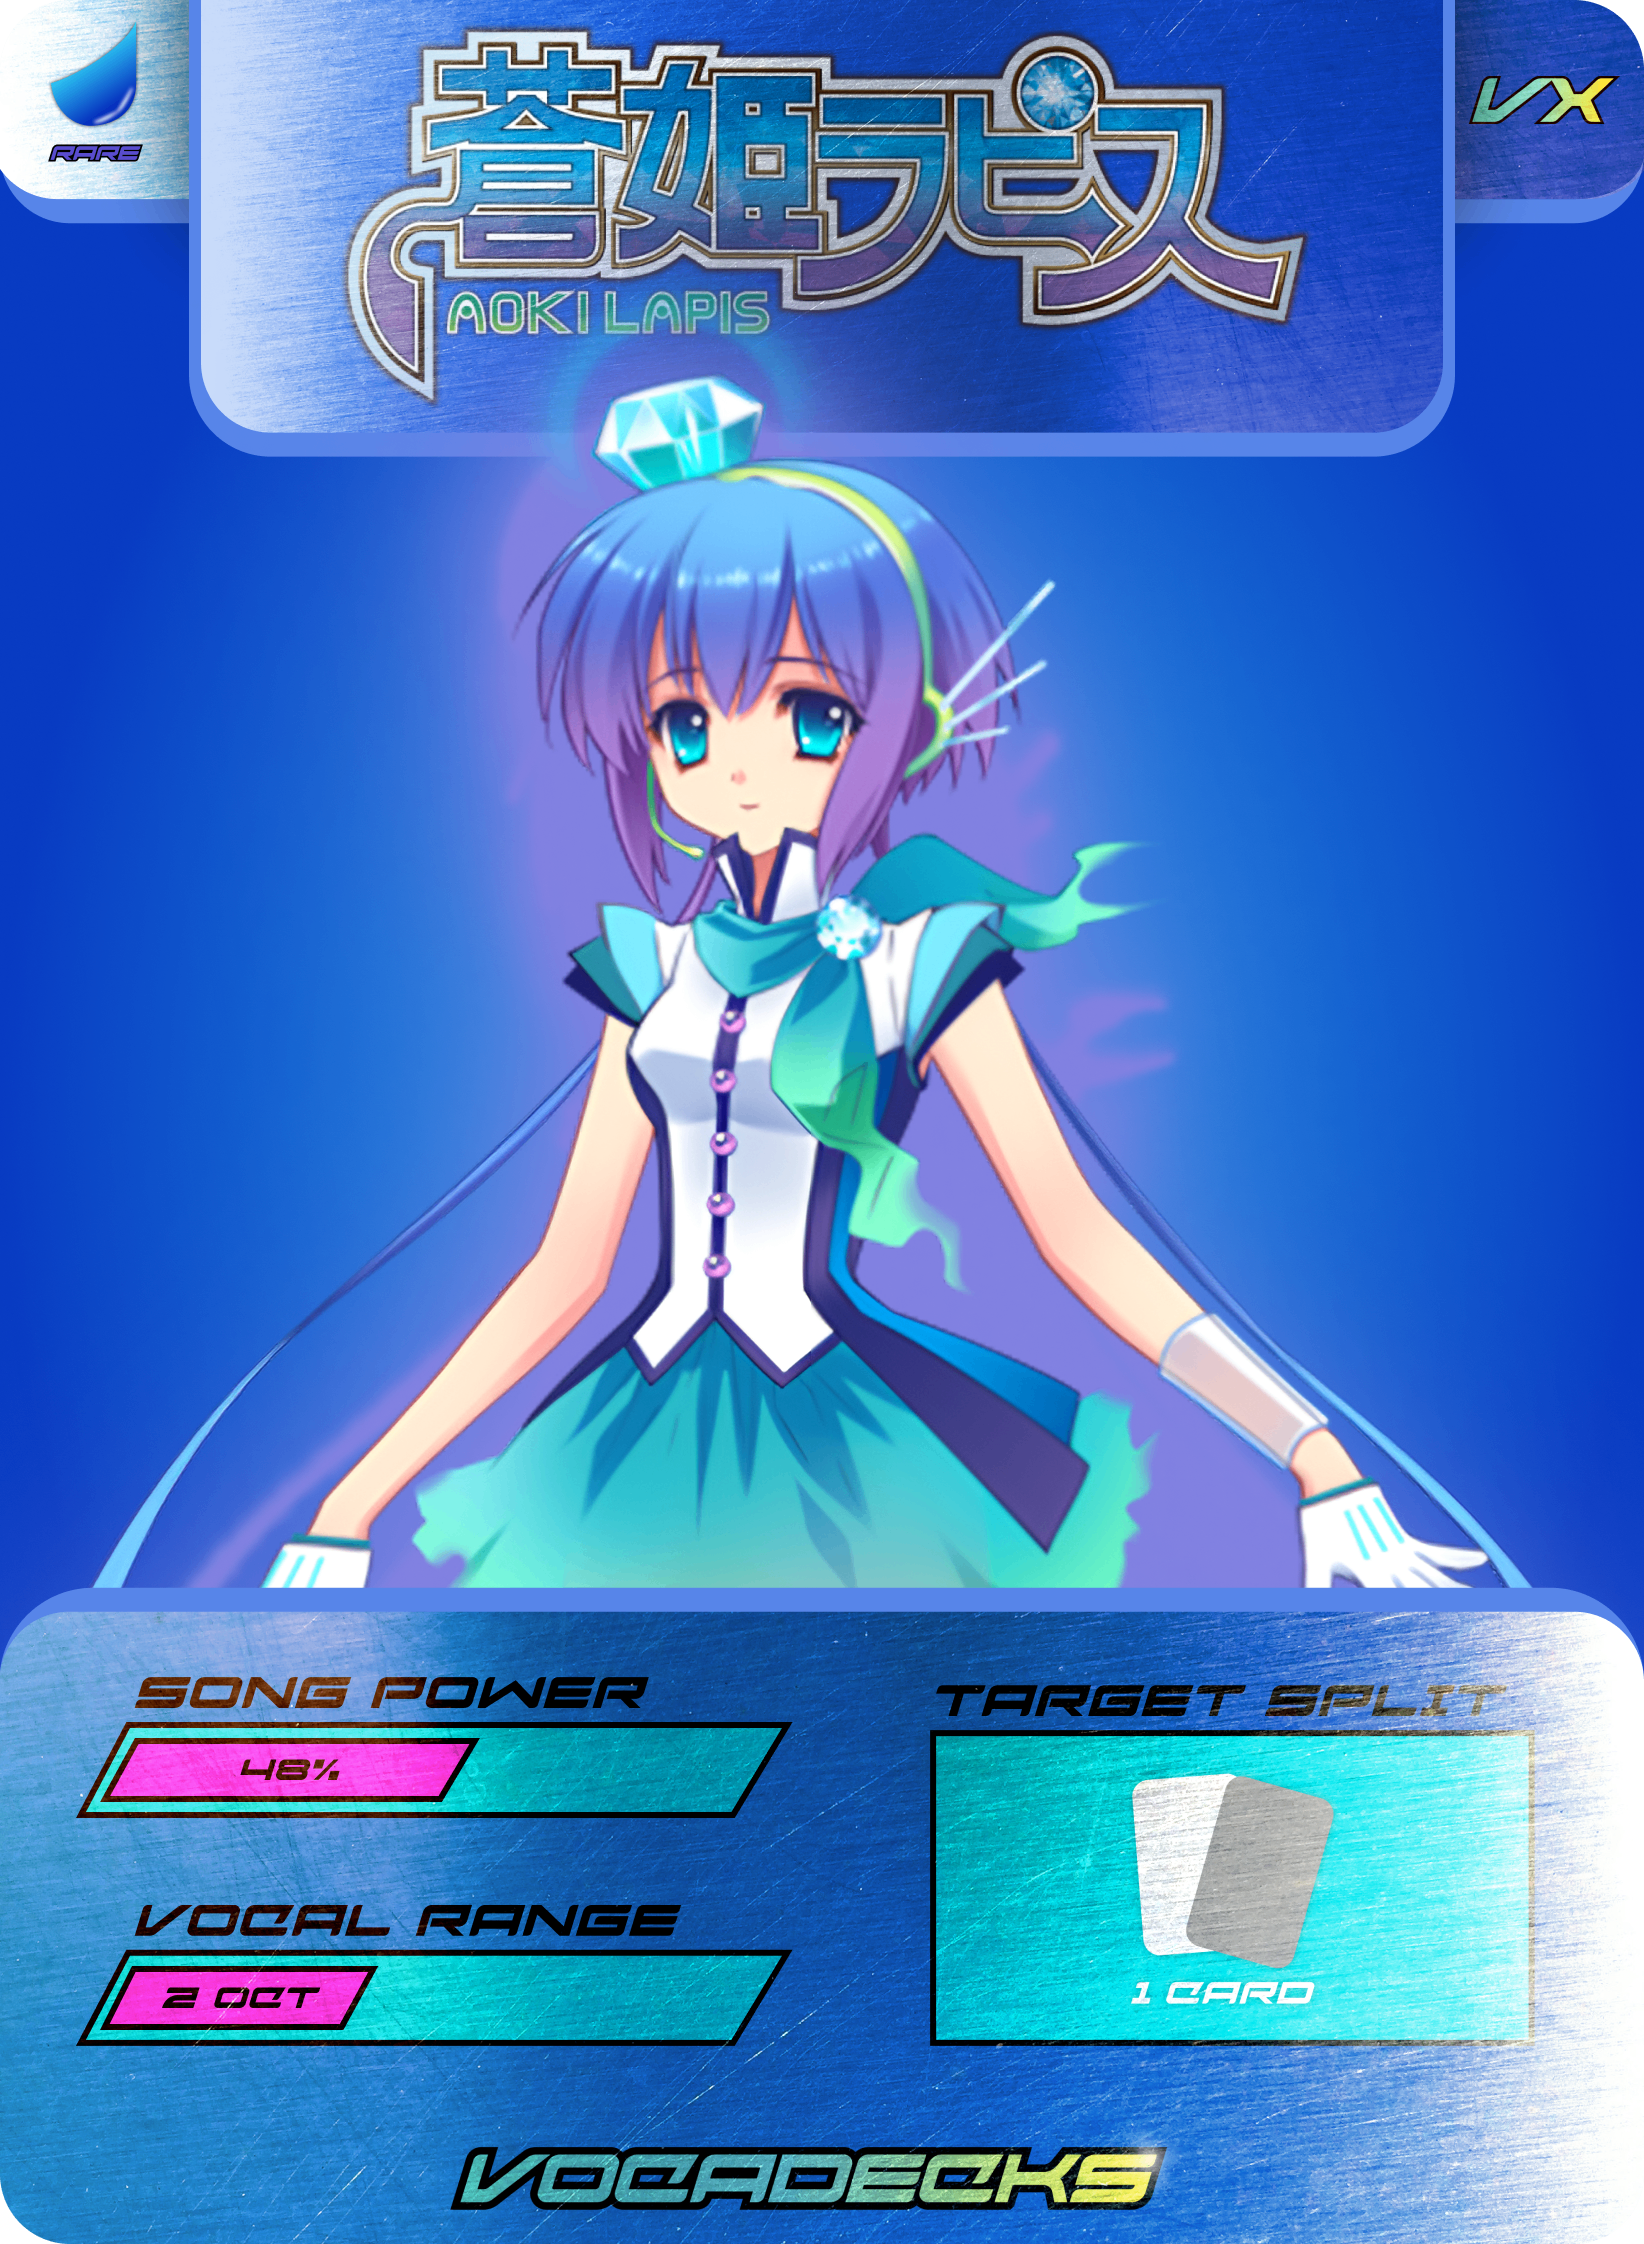 RARE
蒼姫ラピス
AOKI LAPIS
VX
SONG POWER
48%
VOCAL RANGE
2 OCT
TARGET SPLIT
1 CARD
VOCADECKS